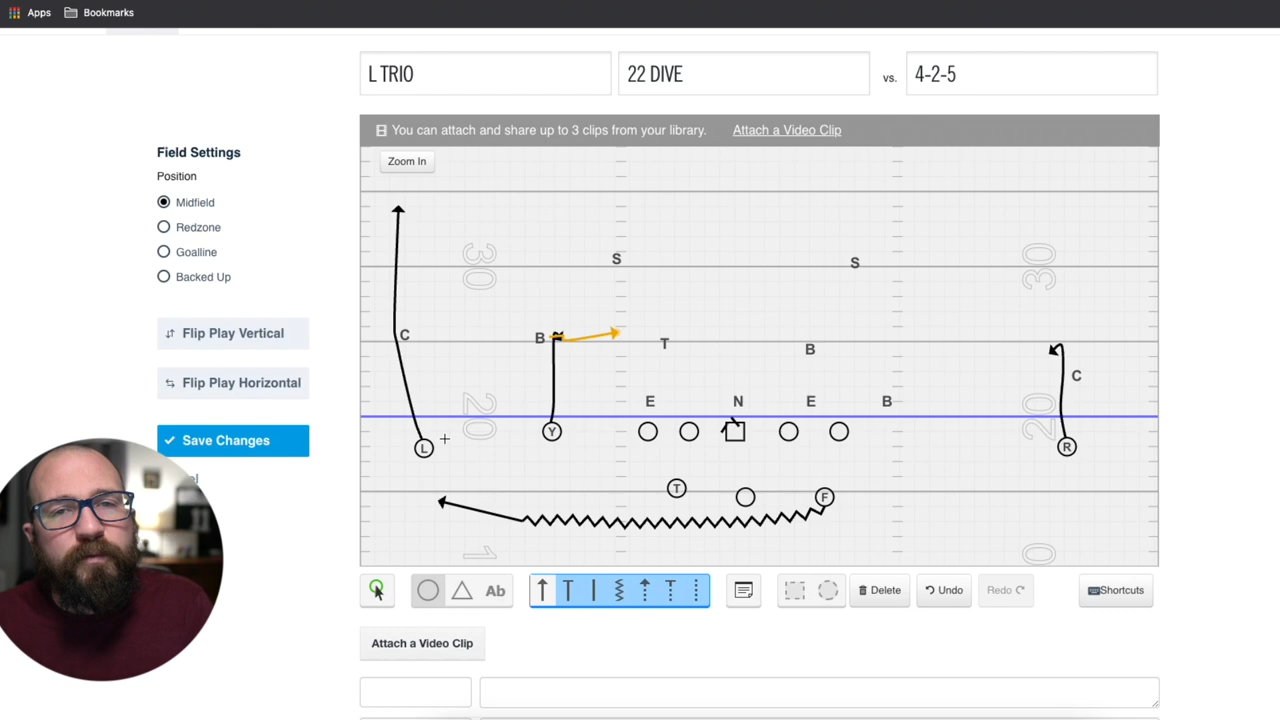 Apps Bookmarks
L TRIO 22 DIVE vs. 4-2-5
You can attach and share up to 3 clips from your library. Attach a Video Clip
Zoom In
Field Settings
Position
Midfield
Redzone
Goalline
Backed Up
Flip Play Vertical
Flip Play Horizontal
Save Changes
30 30
S S
C B T B
C
E N E B
20 20
L Y R
T F
1 0
Ab Delete Undo Redo Shortcuts
Attach a Video Clip